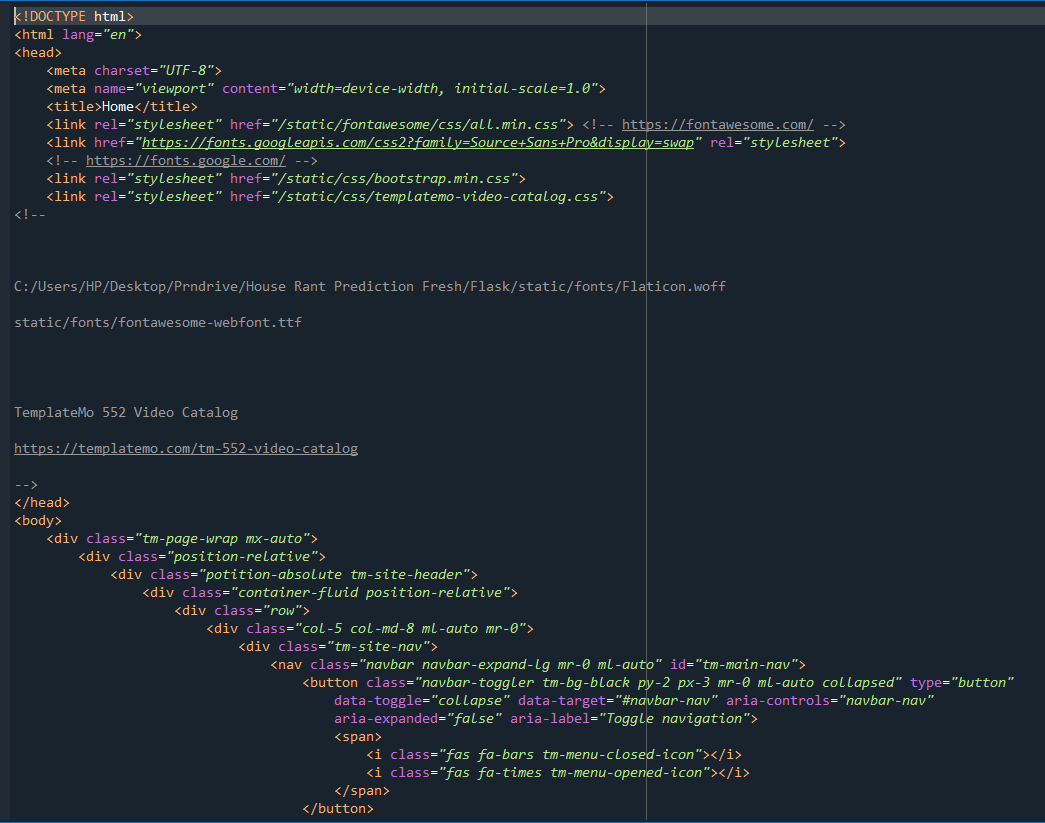 <!DOCTYPE html>
<html lang="en">
<head>
    <meta charset="UTF-8">
    <meta name="viewport" content="width=device-width, initial-scale=1.0">
    <title>Home</title>
    <link rel="stylesheet" href="/static/fontawesome/css/all.min.css"> <!-- https://fontawesome.com/ -->
    <link href="https://fonts.googleapis.com/css2?family=Source+Sans+Pro&display=swap" rel="stylesheet">
    <!-- https://fonts.google.com/ -->
    <link rel="stylesheet" href="/static/css/bootstrap.min.css">
    <link rel="stylesheet" href="/static/css/templatemo-video-catalog.css">
<!--
C:/Users/HP/Desktop/Prndrive/House Rant Prediction Fresh/Flask/static/fonts/Flaticon.woff
static/fonts/fontawesome-webfont.ttf
TemplateMo 552 Video Catalog
https://templatemo.com/tm-552-video-catalog
-->
</head>
<body>
    <div class="tm-page-wrap mx-auto">
        <div class="position-relative">
            <div class="potition-absolute tm-site-header">
                <div class="container-fluid position-relative">
                    <div class="row">
                        <div class="col-5 col-md-8 ml-auto mr-0">
                            <div class="tm-site-nav">
                                <nav class="navbar navbar-expand-lg mr-0 ml-auto" id="tm-main-nav">
                                    <button class="navbar-toggler tm-bg-black py-2 px-3 mr-0 ml-auto collapsed" type="button"
                                        data-toggle="collapse" data-target="#navbar-nav" aria-controls="navbar-nav"
                                        aria-expanded="false" aria-label="Toggle navigation">
                                        <span>
                                            <i class="fas fa-bars tm-menu-closed-icon"></i>
                                            <i class="fas fa-times tm-menu-opened-icon"></i>
                                        </span>
                                    </button>